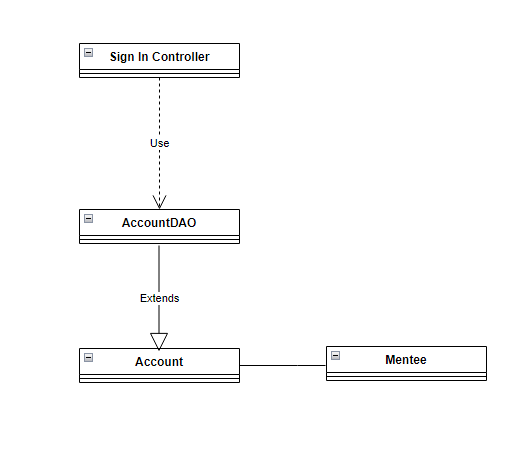 Sign In Controller
Use
AccountDAO
Extends
Account
Mentee